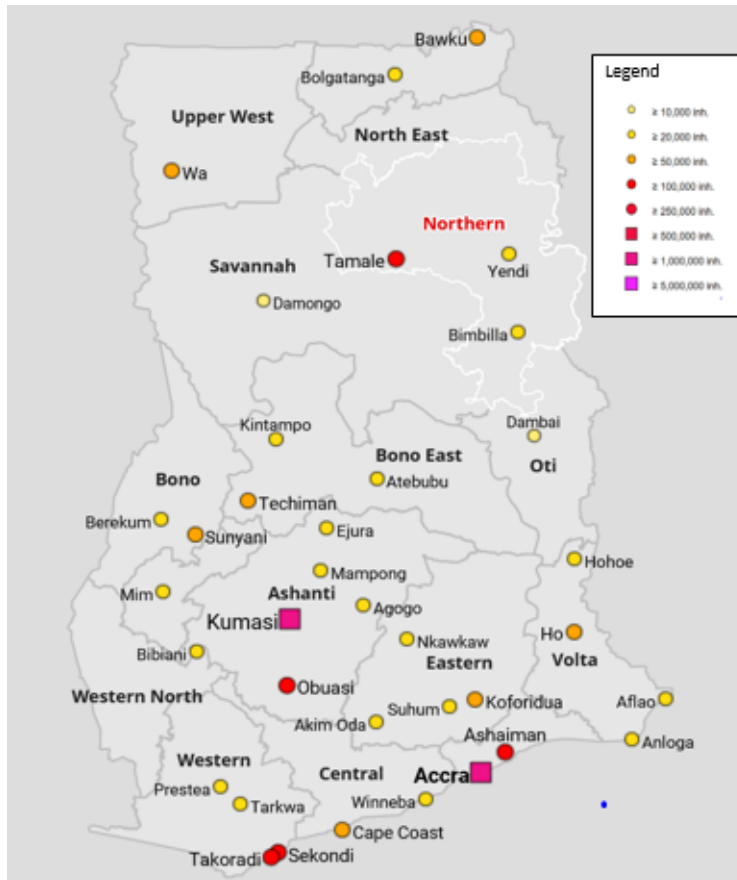 Bawku
Legend
Bolgatanga
≥ 10,000 inh.
≥ 20,000 inh.
≥ 50,000 inh.
≥ 100,000 inh.
≥ 250,000 inh.
≥ 500,000 inh.
≥ 1,000,000 inh.
≥ 5,000,000 inh.
Upper West
North East
Wa
Northern
Tamale
Savannah
Yendi
Damongo
Bimbilla
Dambai
Kintampo
Bono East
Oti
Bono
Atebubu
Techiman
Berekum
Sunyani
Ejura
Hohoe
Mampong
Mim
Ashanti
Agogo
Kumasi
Nkawkaw
Ho
Bibiani
Eastern
Volta
Obuasi
Western North
Koforidua
Aflao
Suhum
Akim Oda
Ashaiman
Anloga
Western
Central
Accra
Prestea
Winneba
Tarkwa
Cape Coast
Takoradi
Sekondi